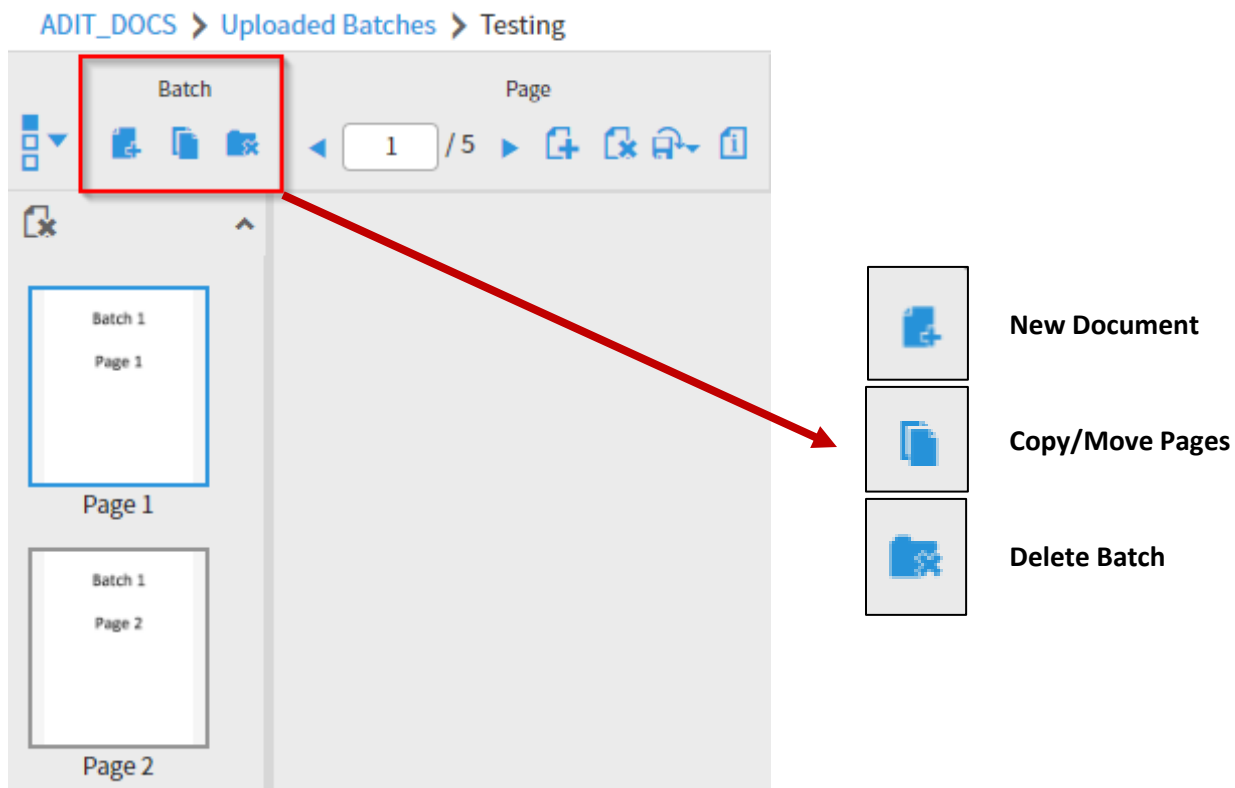 ADIT_DOCS > Uploaded Batches > Testing
Batch Page
1 / 5
Batch 1
Page 1
Page 1
Batch 1
Page 2
Page 2
New Document
Copy/Move Pages
Delete Batch